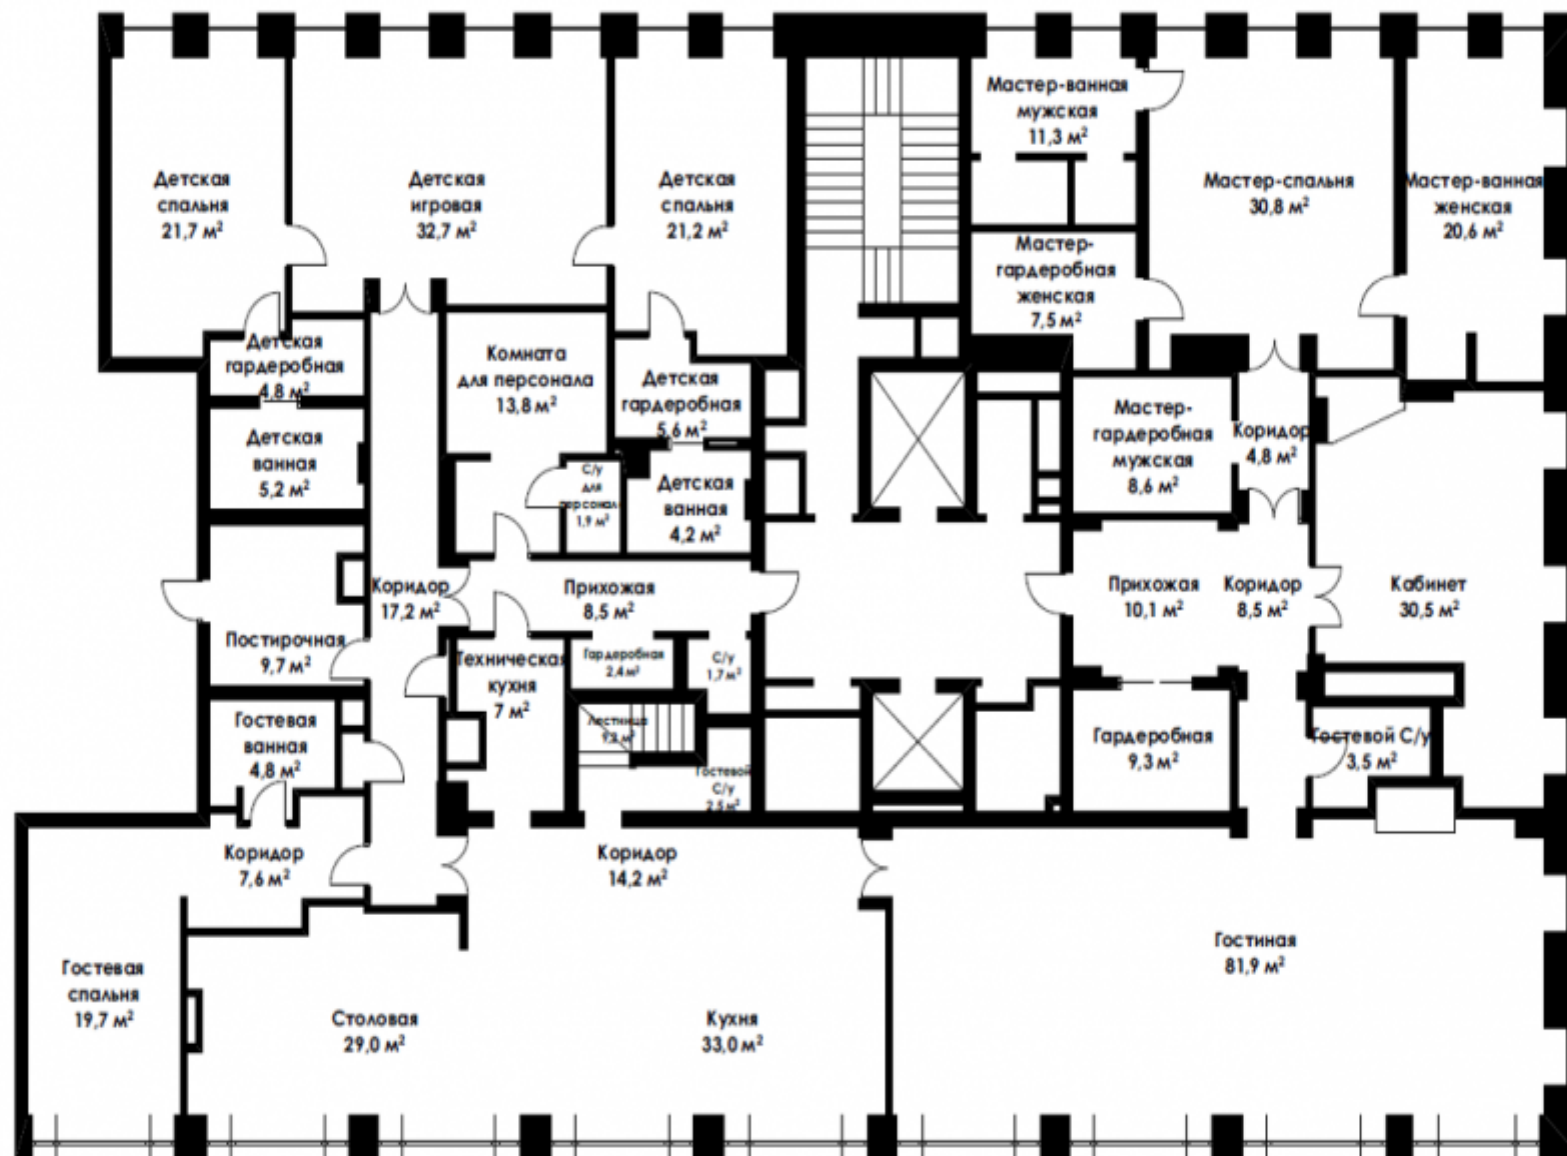 Мастер-ванная
мужская
11,3 м²
Детская
спальня
21,7 м²
Детская
игровая
32,7 м²
Детская
спальня
21,2 м²
Мастер-спальня
30,8 м²
Мастер-ванная
женская
20,6 м²
Мастер-
гардеробная
женская
7,5 м²
Детская
гардеробная
4,8 м²
Комната
для персонала
13,8 м²
Детская
гардеробная
5,6 м²
Мастер-
гардеробная
мужская
8,6 м²
Коридор
4,8 м²
Детская
ванная
5,2 м²
С/у
для
персонал
1,9 м²
Детская
ванная
4,2 м²
Коридор
17,2 м²
Прихожая
8,5 м²
Прихожая
10,1 м²
Коридор
8,5 м²
Кабинет
30,5 м²
Постирочная
9,7 м²
Техническая
кухня
7 м²
Гардеробная
2,4 м²
С/у
1,7 м²
Гостевая
ванная
4,8 м²
Лестница
9,2 м²
Гостевой
С/у
2,5 м²
Гардеробная
9,3 м²
Гостевой С/у
3,5 м²
Коридор
7,6 м²
Коридор
14,2 м²
Гостиная
81,9 м²
Гостевая
спальня
19,7 м²
Столовая
29,0 м²
Кухня
33,0 м²